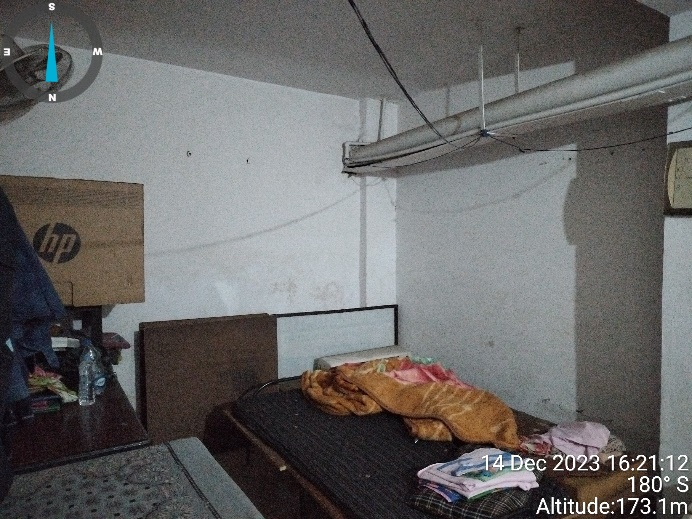 S
E
W
N
hp
14 Dec 2023 16:21:12
180° S
Altitude:173.1m